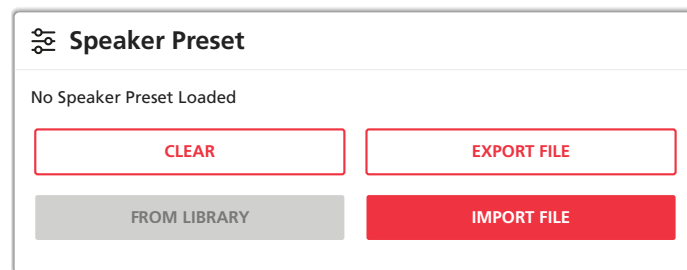 Speaker Preset
No Speaker Preset Loaded
CLEAR
EXPORT FILE
FROM LIBRARY
IMPORT FILE